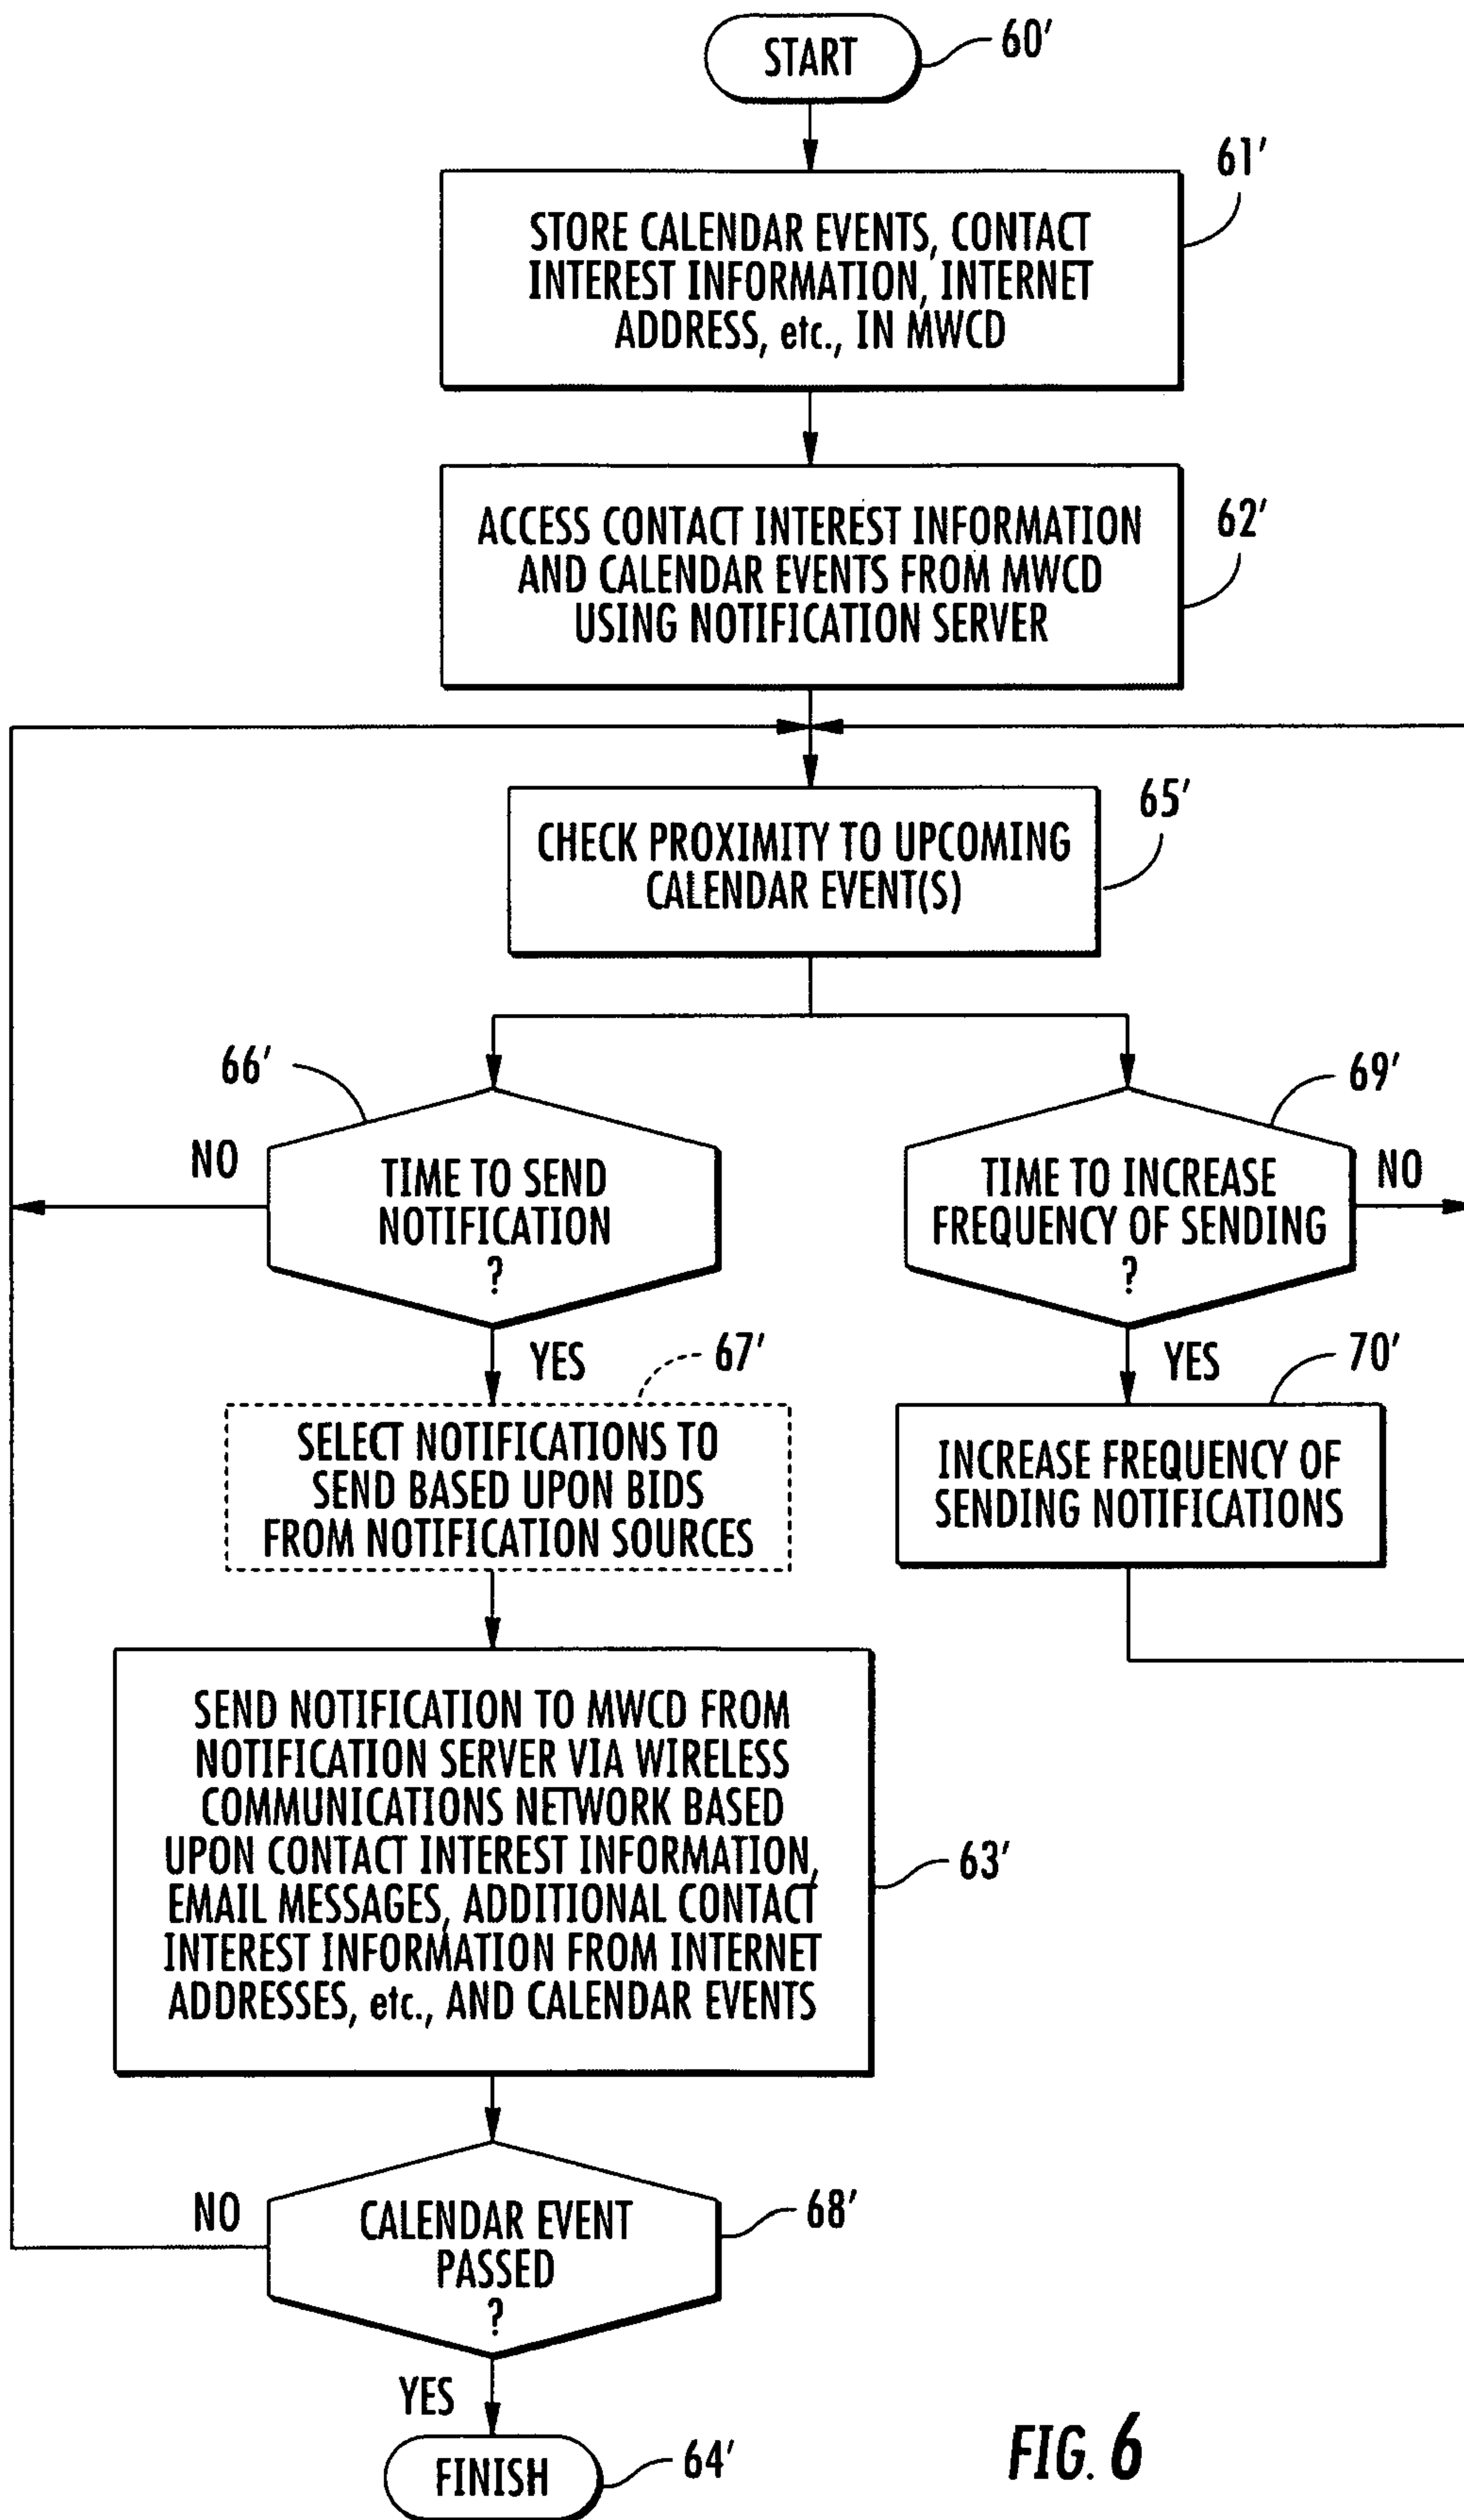 START
60'
61'
STORE CALENDAR EVENTS, CONTACT
INTEREST INFORMATION, INTERNET
ADDRESS, etc., IN MWCD
62'
ACCESS CONTACT INTEREST INFORMATION
AND CALENDAR EVENTS FROM MWCD
USING NOTIFICATION SERVER
65'
CHECK PROXIMITY TO UPCOMING
CALENDAR EVENT(S)
66'
NO
TIME TO SEND
NOTIFICATION
?
YES
69'
TIME TO INCREASE
FREQUENCY OF SENDING
?
NO
YES
67'
SELECT NOTIFICATIONS TO
SEND BASED UPON BIDS
FROM NOTIFICATION SOURCES
70'
INCREASE FREQUENCY OF
SENDING NOTIFICATIONS
SEND NOTIFICATION TO MWCD FROM
NOTIFICATION SERVER VIA WIRELESS
COMMUNICATIONS NETWORK BASED
UPON CONTACT INTEREST INFORMATION,
EMAIL MESSAGES, ADDITIONAL CONTACT
INTEREST INFORMATION FROM INTERNET
ADDRESSES, etc., AND CALENDAR EVENTS
63'
NO
CALENDAR EVENT
PASSED
?
68'
YES
FINISH
64'
FIG. 6